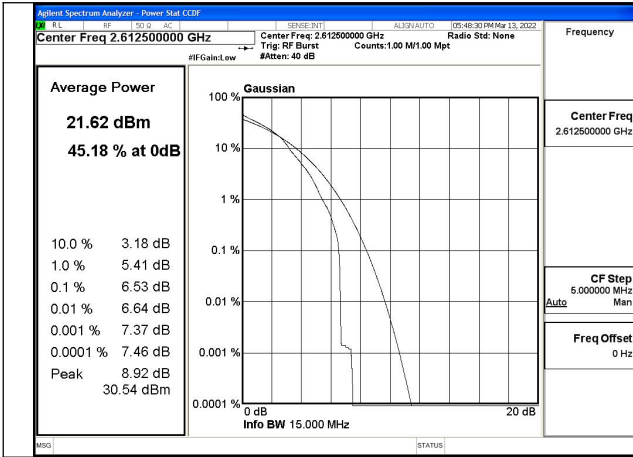 Agilent Spectrum Analyzer - Power Stat CCDF
RL RF 50 Ω AC SENSE:INT ALIGN AUTO 05:48:30 PM Mar 13, 2022
Center Freq 2.612500000 GHz
Center Freq: 2.612500000 GHz Radio Std: None
Trig: RF Burst Counts:1.00 M/1.00 Mpt
#IFGain:Low #Atten: 40 dB
Frequency
Average Power
21.62 dBm
45.18 % at 0dB
10.0 % 3.18 dB
1.0 % 5.41 dB
0.1 % 6.53 dB
0.01 % 6.64 dB
0.001 % 7.37 dB
0.0001 % 7.46 dB
Peak 8.92 dB
30.54 dBm
Gaussian
100 %
10 %
1 %
0.1 %
0.01 %
0.001 %
0.0001 %
0 dB 20 dB
Info BW 15.000 MHz
Center Freq
2.612500000 GHz
CF Step
5.000000 MHz
Auto Man
Freq Offset
0 Hz
MSG STATUS